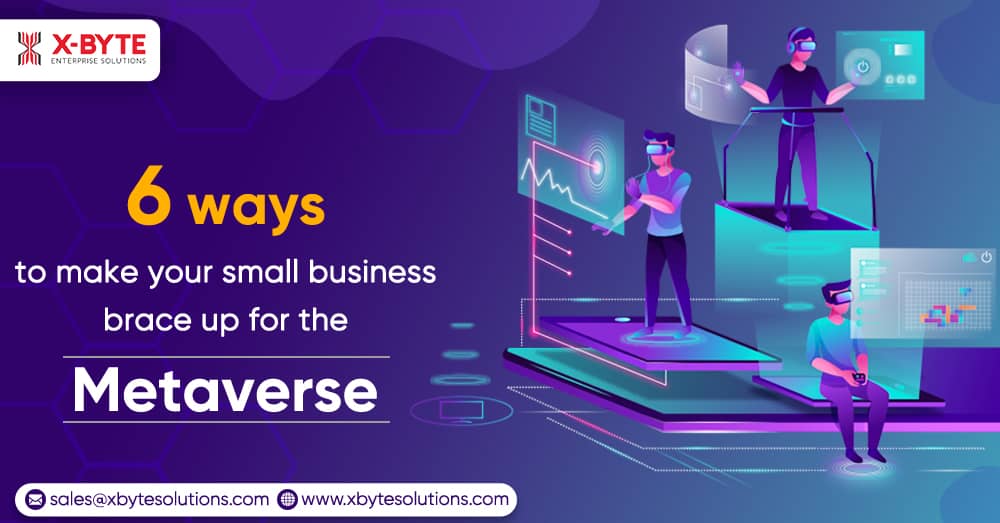 X-BYTE
ENTERPRISE SOLUTIONS
6 ways
to make your small business
brace up for the
Metaverse
sales@xbytesolutions.com www.xbytesolutions.com